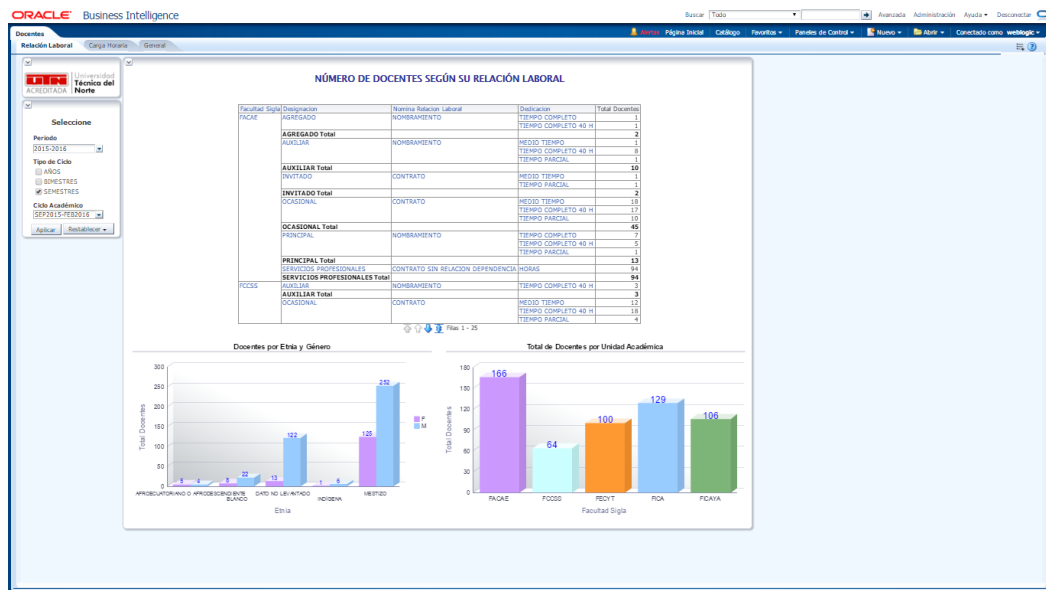 ORACLE Business Intelligence
Buscar Todo Avanzada Administración Ayuda Desconectar
Docentes
Alertas Página Inicial Catálogo Favoritos Paneles de Control Nuevo Abrir Conectado como weblogic
Relación Laboral Carga Horaria General
UTN
ACREDITADA
Universidad
Técnica del
Norte
Seleccione
Periodo
2015-2016
Tipo de Ciclo
AÑOS
BIMESTRES
SEMESTRES
Ciclo Académico
SEP2015-FEB2016
Aplicar Restablecer
NÚMERO DE DOCENTES SEGÚN SU RELACIÓN LABORAL
Facultad Sigla Designacion Nomina Relacion Laboral Dedicacion Total Docentes
FACAE AGREGADO NOMBRAMIENTO TIEMPO COMPLETO 1
TIEMPO COMPLETO 40 H 1
AGREGADO Total 2
AUXILIAR NOMBRAMIENTO MEDIO TIEMPO 1
TIEMPO COMPLETO 40 H 8
TIEMPO PARCIAL 1
AUXILIAR Total 10
INVITADO CONTRATO MEDIO TIEMPO 1
TIEMPO PARCIAL 1
INVITADO Total 2
OCASIONAL CONTRATO MEDIO TIEMPO 18
TIEMPO COMPLETO 40 H 17
TIEMPO PARCIAL 10
OCASIONAL Total 45
PRINCIPAL NOMBRAMIENTO TIEMPO COMPLETO 7
TIEMPO COMPLETO 40 H 5
TIEMPO PARCIAL 1
PRINCIPAL Total 13
SERVICIOS PROFESIONALES CONTRATO SIN RELACION DEPENDENCIA HORAS 94
SERVICIOS PROFESIONALES Total 94
FCCSS AUXILIAR NOMBRAMIENTO TIEMPO COMPLETO 40 H 3
AUXILIAR Total 3
OCASIONAL CONTRATO MEDIO TIEMPO 12
TIEMPO COMPLETO 40 H 18
TIEMPO PARCIAL 4
Filas 1 - 25
Docentes por Etnia y Género
Total Docentes
300
250
200
150
100
50
0
5 4 22 13 122 1 6 125 252
AFROECUATORIANO O AFRODESCENDIENTE BLANCO DATO NO LEVANTADO INDIGENA MESTIZO
Etnia
F
M
Total de Docentes por Unidad Académica
Total Docentes
180
150
120
90
60
30
0
166 64 100 129 106
FACAE FCCSS FECYT FICA FICAYA
Facultad Sigla